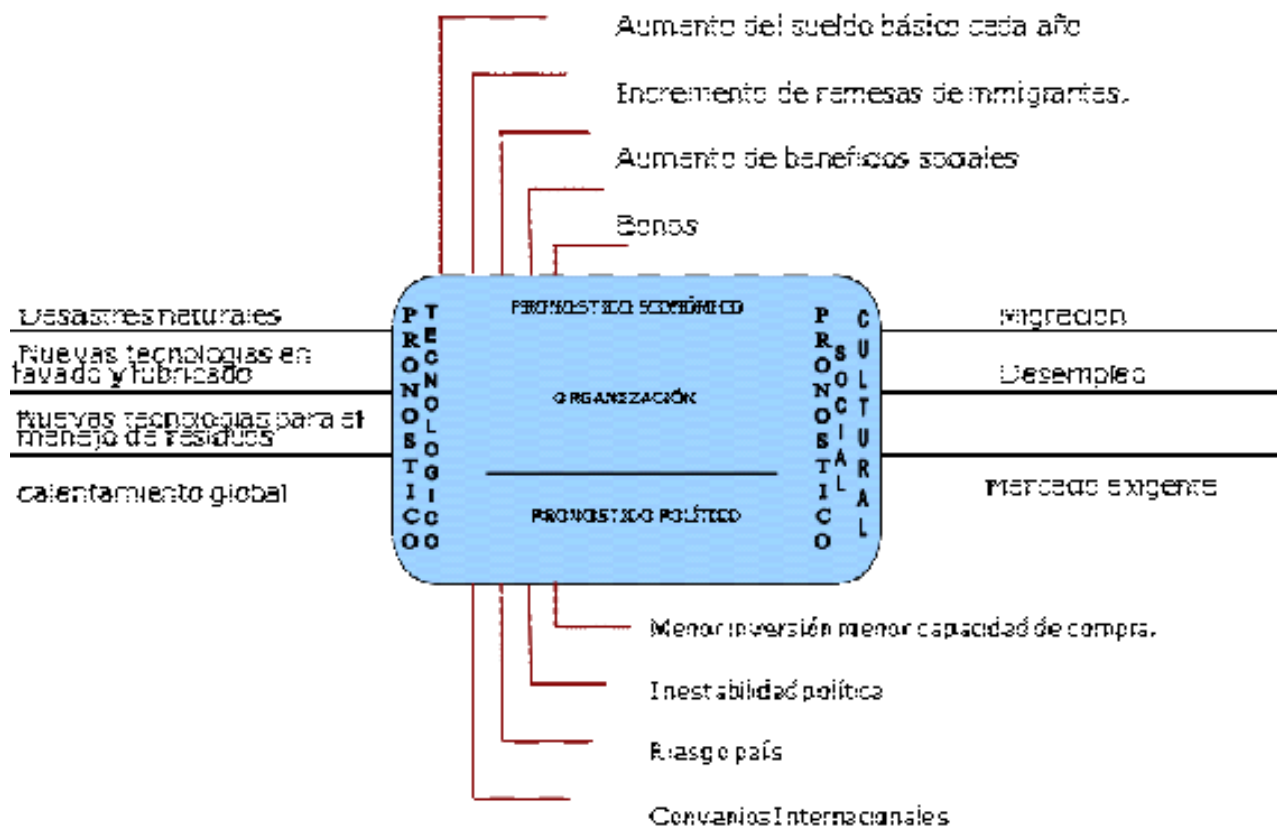 Aumento del sueldo básico cada año
Incremento de remesas de inmigrantes.
Aumento de beneficios sociales
Bonos
Desastres naturales
Nuevas tecnologías en
lavado y lubricado
Nuevas tecnologías para el
manejo de residuos
calentamiento global
PRONOSTICO
TECNOLOGICO
PRONOSTICO ECONÓMICO
ORGANIZACIÓN
PRONOSTICO POLÍTICO
PRONOSTICO
SOCIAL
CULTURAL
Migración
Desempleo
Mercado exigente
Menor inversión menor capacidad de compra.
Inestabilidad política
Riesgo país
Convenios Internacionales